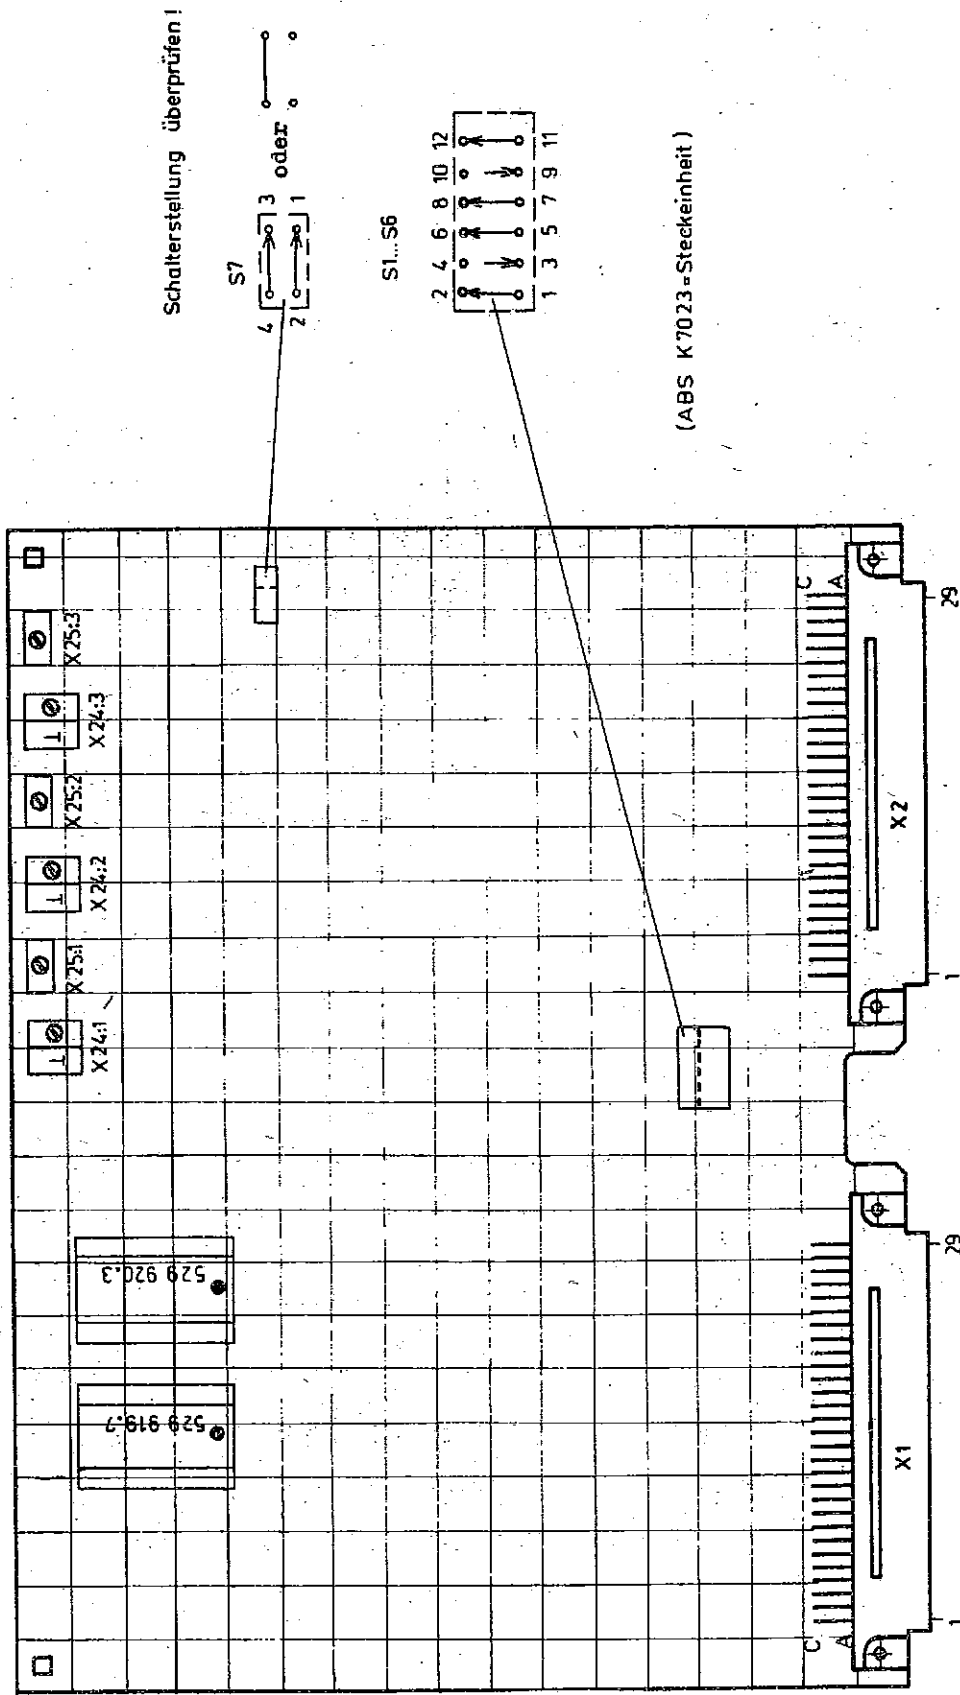 Schalterstellung überprüfen!
S7
4 3 oder
2 1
S1...S6
2 4 6 8 10 12
1 3 5 7 9 11
(ABS K 7023=Steckeinheit)
X25:3
X24:3
X25:2
X24:2
X25:1
X24:1
529 920.3
529 919.7
C
A
29
X2
1
29
X1
C
A
1